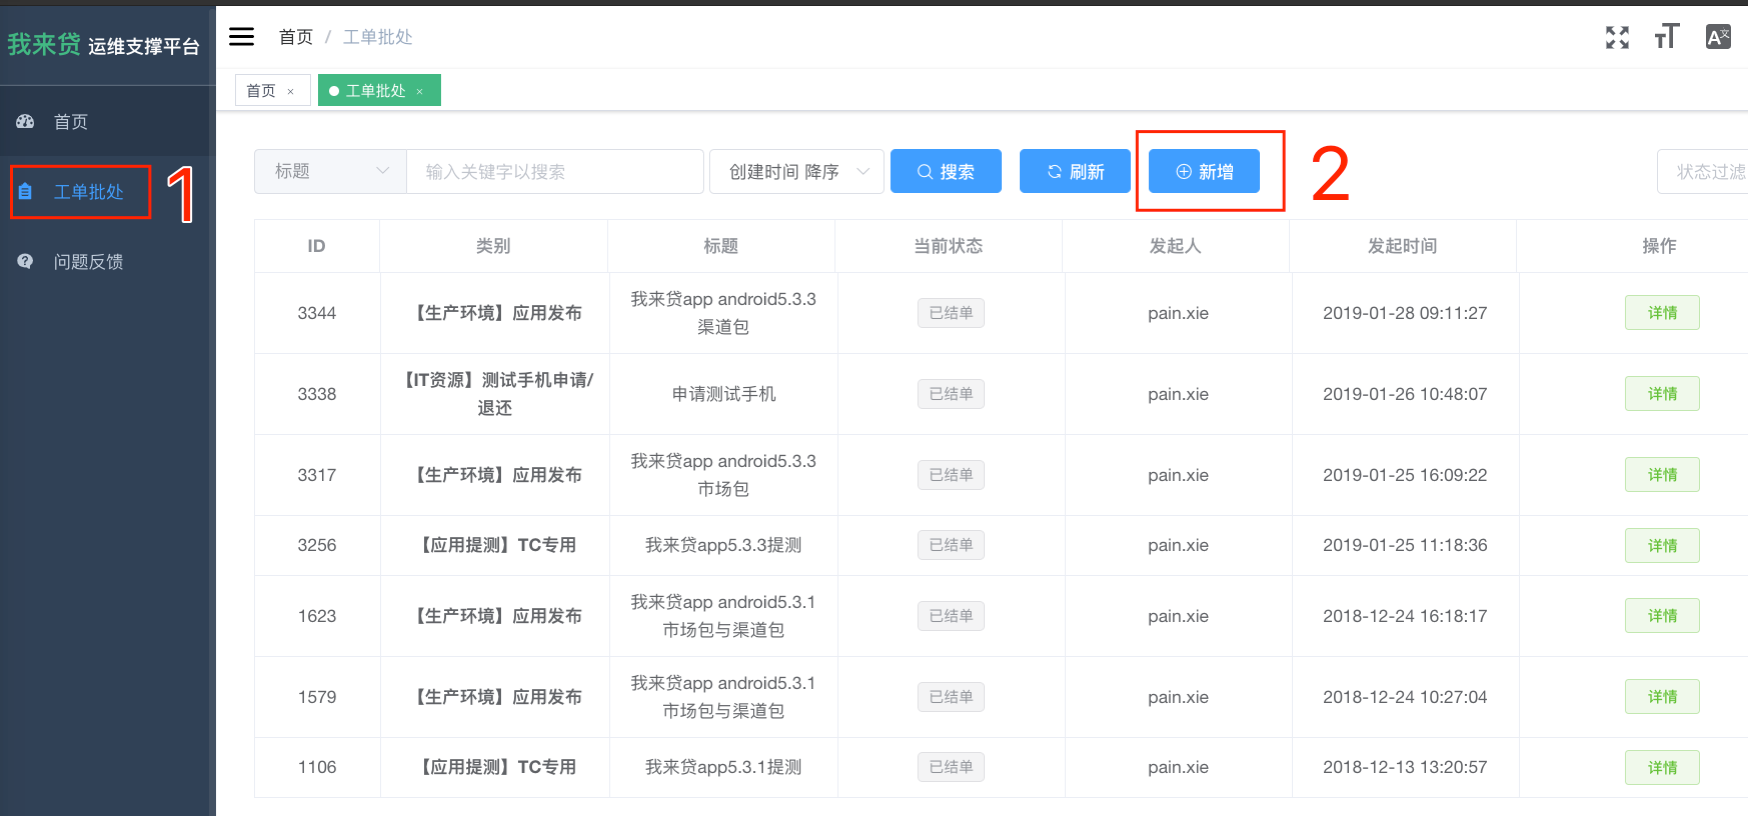 我来贷 运维支撑平台
首页 / 工单批处
首页 ×
工单批处 ×
首页
工单批处
1
问题反馈
标题
输入关键字以搜索
创建时间 降序
搜索
刷新
新增
2
状态过滤
ID 类别 标题 当前状态 发起人 发起时间 操作
3344 【生产环境】应用发布 我来贷app android5.3.3
渠道包 已结单 pain.xie 2019-01-28 09:11:27 详情
3338 【IT资源】测试手机申请/
退还 申请测试手机 已结单 pain.xie 2019-01-26 10:48:07 详情
3317 【生产环境】应用发布 我来贷app android5.3.3
市场包 已结单 pain.xie 2019-01-25 16:09:22 详情
3256 【应用提测】TC专用 我来贷app5.3.3提测 已结单 pain.xie 2019-01-25 11:18:36 详情
1623 【生产环境】应用发布 我来贷app android5.3.1
市场包与渠道包 已结单 pain.xie 2018-12-24 16:18:17 详情
1579 【生产环境】应用发布 我来贷app android5.3.1
市场包与渠道包 已结单 pain.xie 2018-12-24 10:27:04 详情
1106 【应用提测】TC专用 我来贷app5.3.1提测 已结单 pain.xie 2018-12-13 13:20:57 详情